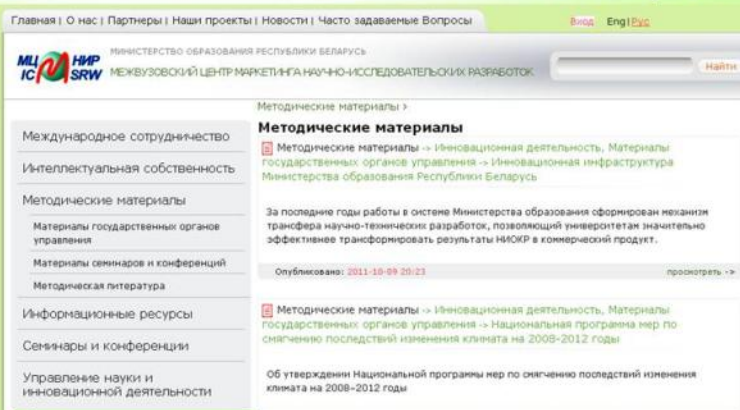 Главная | О нас | Партнеры | Наши проекты | Новости | Часто задаваемые Вопросы
Вход Eng | Рус
МЦ НИР
IC SRW
МИНИСТЕРСТВО ОБРАЗОВАНИЯ РЕСПУБЛИКИ БЕЛАРУСЬ
МЕЖВУЗОВСКИЙ ЦЕНТР МАРКЕТИНГА НАУЧНО-ИССЛЕДОВАТЕЛЬСКИХ РАЗРАБОТОК
Найти
Международное сотрудничество
Интеллектуальная собственность
Методические материалы
Материалы государственных органов
управления
Материалы семинаров и конференций
Методическая литература
Информационные ресурсы
Семинары и конференции
Управление науки и
инновационной деятельности
Методические материалы >
Методические материалы
Методические материалы -> Инновационная деятельность, Материалы
государственных органов управления -> Инновационная инфраструктура
Министерства образования Республики Беларусь
За последние годы работы в системе Министерства образования сформирован механизм
трансфера научно-технических разработок, позволяющий университетам значительно
эффективнее трансформировать результаты НИОКР в коммерческий продукт.
Опубликовано: 2011-10-09 20:23 просмотреть ->
Методические материалы -> Инновационная деятельность, Материалы
государственных органов управления -> Национальная программа мер по
смягчению последствий изменения климата на 2008-2012 годы
Об утверждении Национальной программы мер по смягчению последствий изменения
климата на 2008-2012 годы